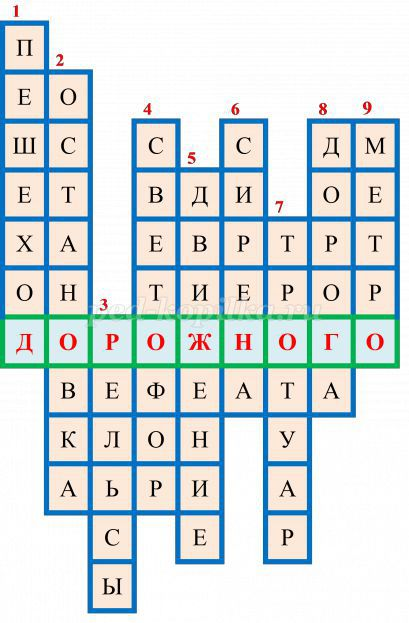 1
П
2
Е О
4 6 8 9
Ш С С С Д М
5
Е Т В Д И О Е
7
Х А Е В Р Т Р Т
О Н Т И Е Р О Р
3
ped-kopilka.ru
Д О Р О Ж Н О Г О
В Е Ф Е А Т А
К Л О Н У
А Ь Р И А
С Е Р
Ы